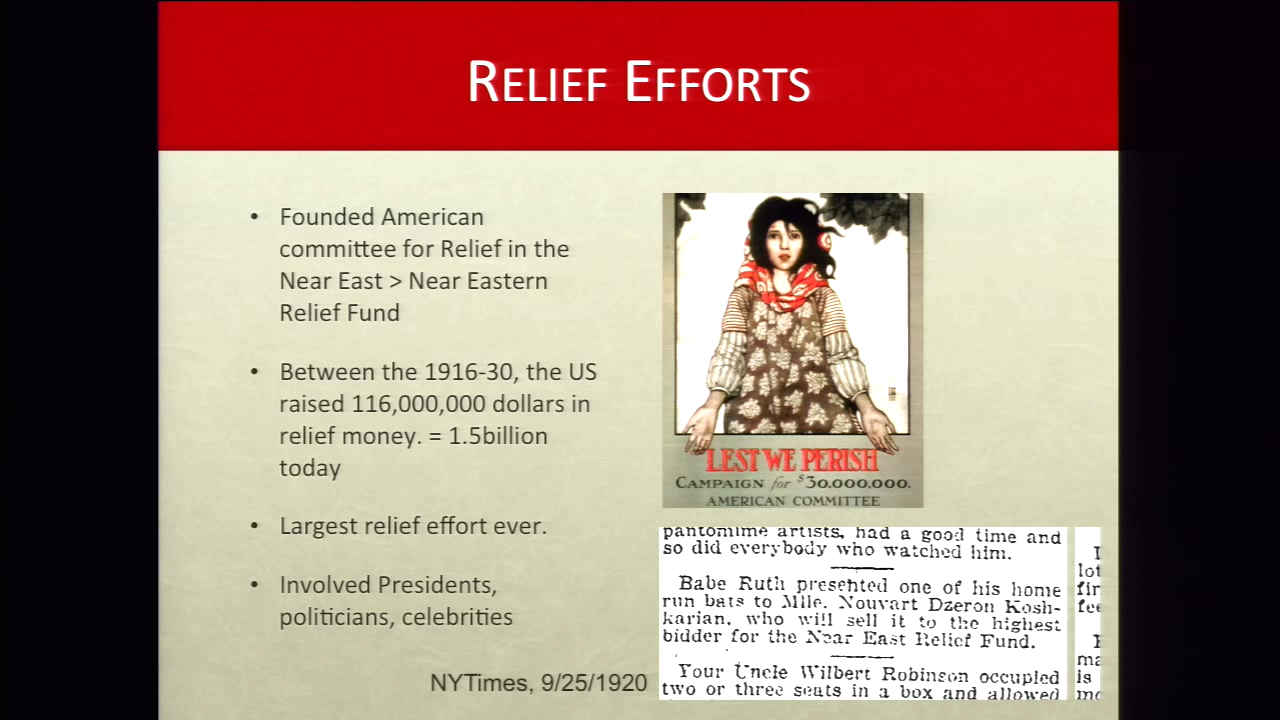 RELIEF EFFORTS
• Founded American
committee for Relief in the
Near East > Near Eastern
Relief Fund
• Between the 1916-30, the US
raised 116,000,000 dollars in
relief money. = 1.5billion
today
• Largest relief effort ever.
• Involved Presidents,
politicians, celebrities
NYTimes, 9/25/1920
LEST WE PERISH
CAMPAIGN for $30,000,000.
AMERICAN COMMITTEE
pantomime artists, had a good time and
so did everybody who watched him.
Babe Ruth presented one of his home
run bats to Mlle. Nouvart Dzeron Kosh-
karian, who will sell it to the highest
bidder for the Near East Relief Fund.
Your Uncle Wilbert Robinson occupied
two or three seats in a box and allowed
lot
fee
ma
is